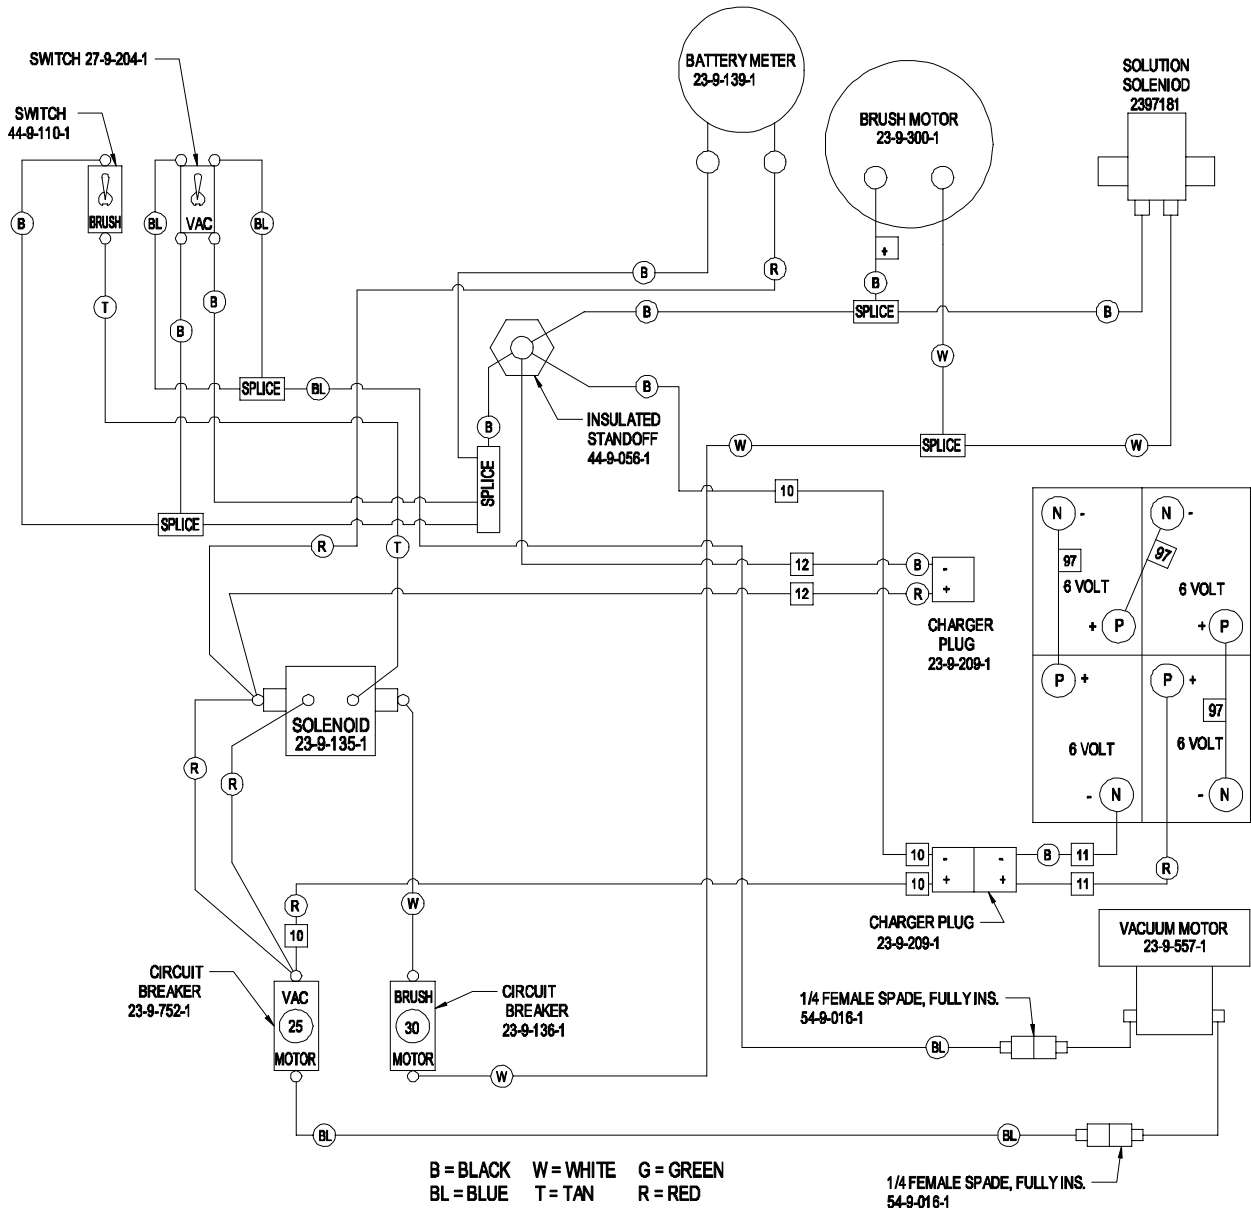 SWITCH 27-9-204-1
SWITCH
44-9-110-1
BATTERY METER
23-9-139-1
BRUSH MOTOR
23-9-300-1
SOLUTION
SOLENIOD
2397181
B
BRUSH
BL
VAC
BL
+
B
R
B
T
B
B
B
B
B
SPLICE
W
SPLICE
BL
B
INSULATED
STANDOFF
44-9-056-1
B
W
SPLICE
W
SPLICE
10
SPLICE
R
T
12
B
-
12
R
+
CHARGER
PLUG
23-9-209-1
N -
N -
97
97
6 VOLT
6 VOLT
+ P
+ P
P +
P +
97
6 VOLT
6 VOLT
- N
- N
SOLENOID
23-9-135-1
R
R
10
-
-
B
11
10
+
+
11
R
R
W
10
CHARGER PLUG
23-9-209-1
VACUUM MOTOR
23-9-557-1
CIRCUIT
BREAKER
23-9-752-1
VAC
25
MOTOR
BRUSH
30
MOTOR
CIRCUIT
BREAKER
23-9-136-1
1/4 FEMALE SPADE, FULLY INS.
54-9-016-1
BL
W
BL
BL
B = BLACK W = WHITE G = GREEN
BL = BLUE T = TAN R = RED
1/4 FEMALE SPADE, FULLY INS.
54-9-016-1